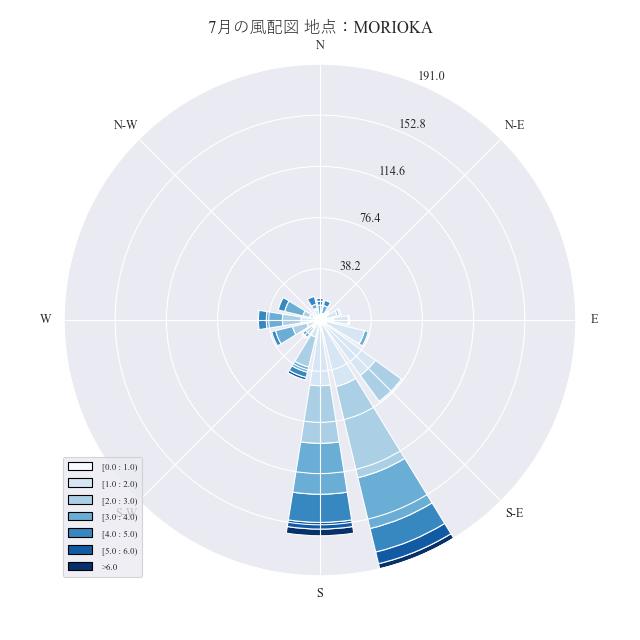 7月の風配図 地点：MORIOKA
N
191.0
N-W
N-E
152.8
114.6
76.4
38.2
W
E
[0.0 : 1.0)
[1.0 : 2.0)
[2.0 : 3.0)
[3.0 : 4.0)
[4.0 : 5.0)
[5.0 : 6.0)
>6.0
S-W
S-E
S